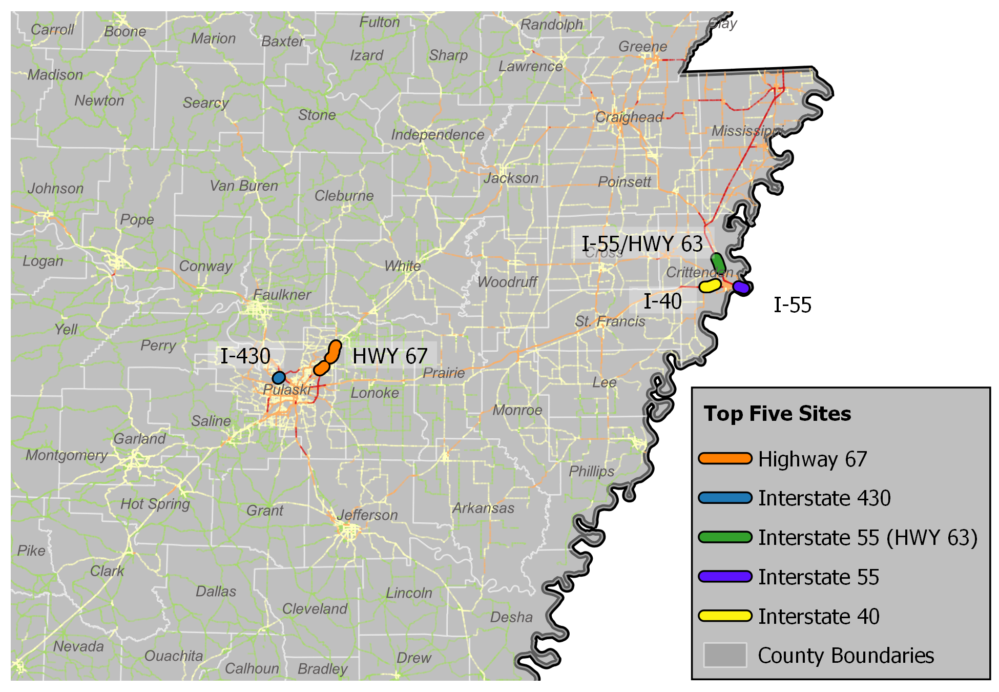 Fulton
Randolph
Clay
Carroll
Boone
Marion
Baxter
Izard
Sharp
Greene
Lawrence
Madison
Newton
Searcy
Stone
Craighead
Independence
Mississippi
Johnson
Van Buren
Cleburne
Jackson
Poinsett
Pope
I-55/HWY 63
Cross
Logan
Conway
White
Woodruff
Crittenden
Faulkner
I-40
I-55
Yell
Perry
St. Francis
I-430
HWY 67
Prairie
Pulaski
Lonoke
Lee
Monroe
Saline
Garland
Montgomery
Phillips
Hot Spring
Grant
Jefferson
Arkansas
Pike
Clark
Dallas
Lincoln
Cleveland
Desha
Nevada
Ouachita
Calhoun
Bradley
Drew
Top Five Sites
Highway 67
Interstate 430
Interstate 55 (HWY 63)
Interstate 55
Interstate 40
County Boundaries